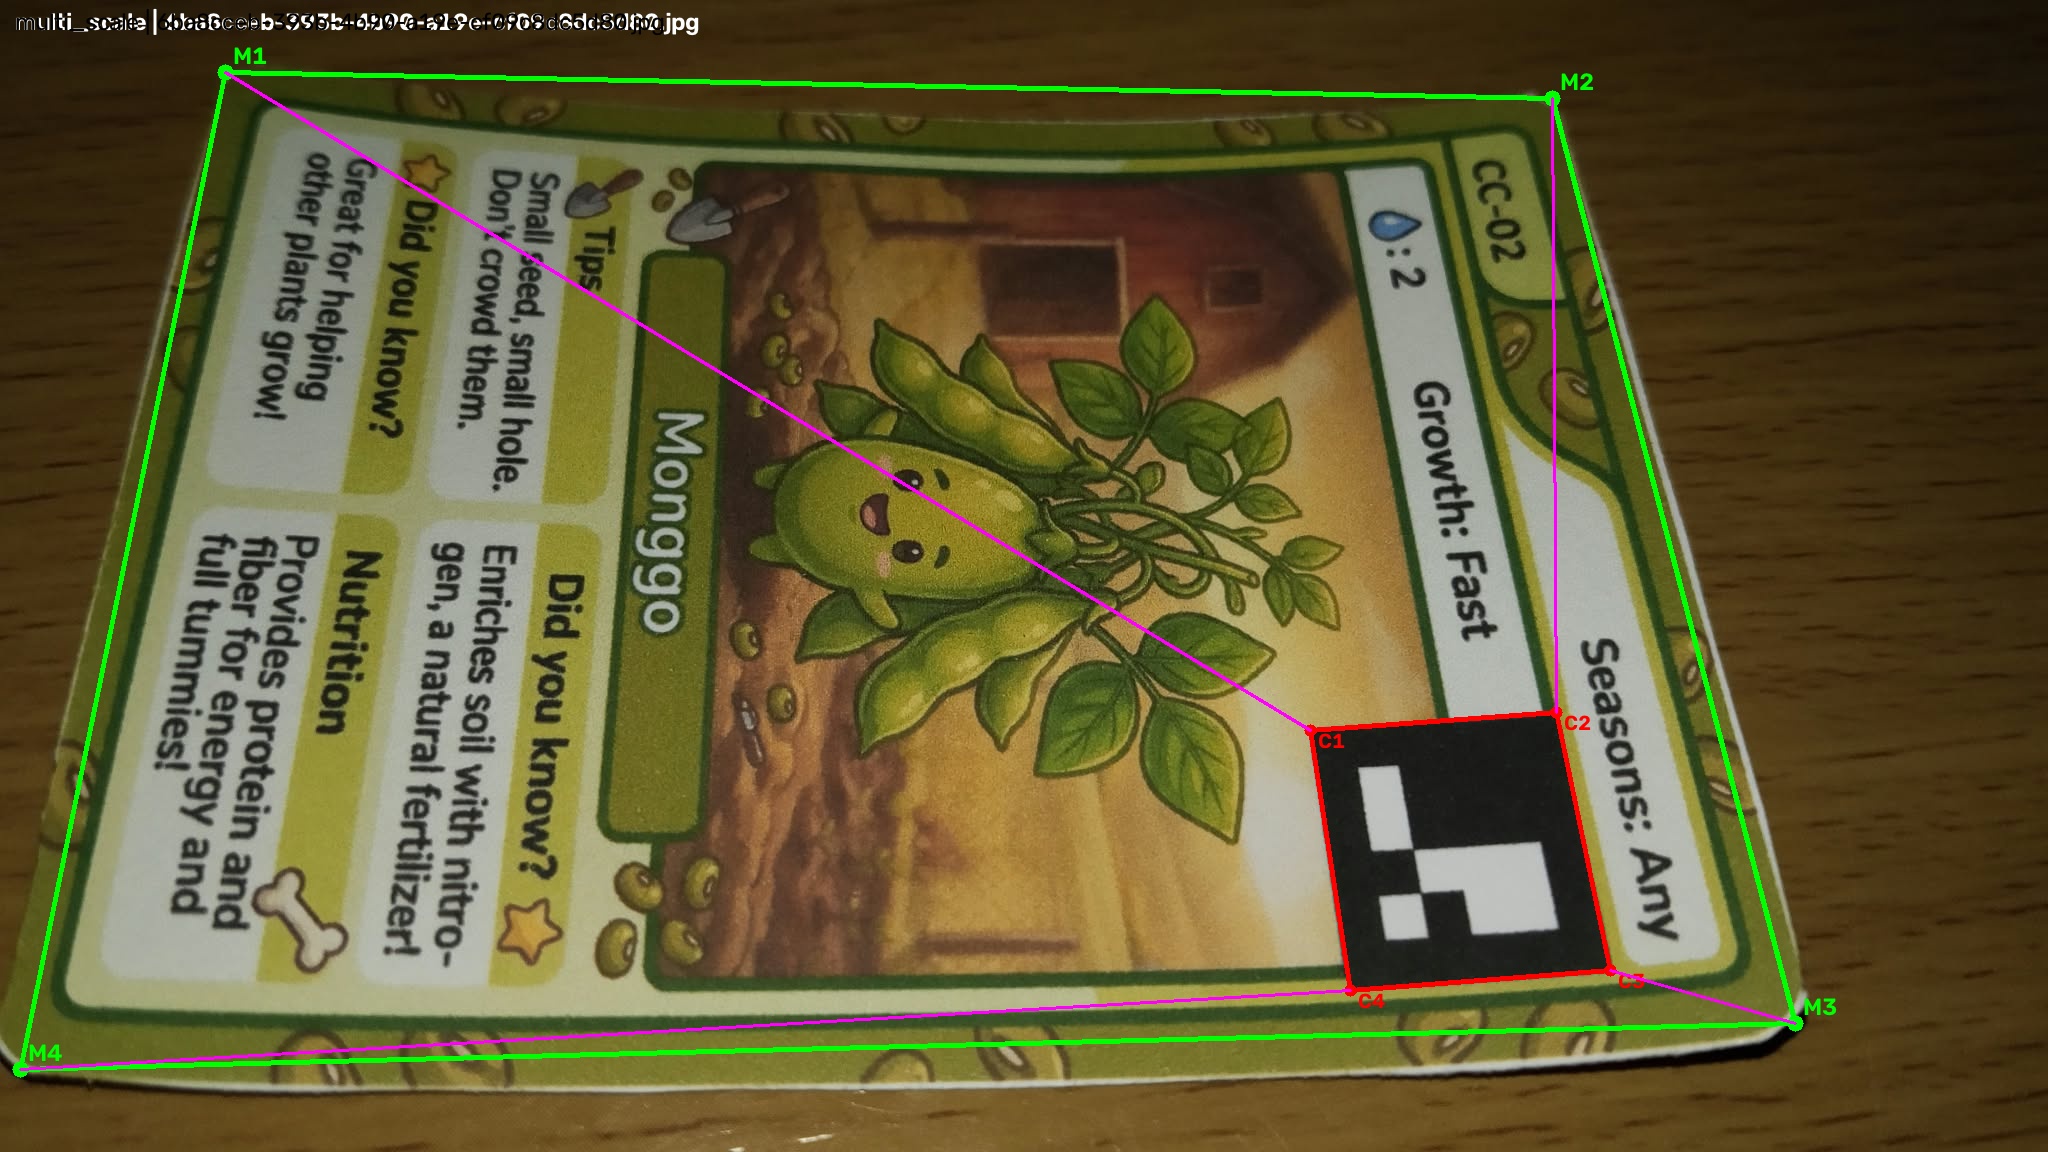 M1
M2
M3
M4
C1
C2
C3
C4
CC-02
Seasons: Any
: 2
Growth: Fast
Monggo
Tips
Small seed, small hole.
Don't crowd them.
Did you know?
Enriches soil with nitro-
gen, a natural fertilizer!
Did you know?
Great for helping
other plants grow!
Nutrition
Provides protein and
fiber for energy and
full tummies!